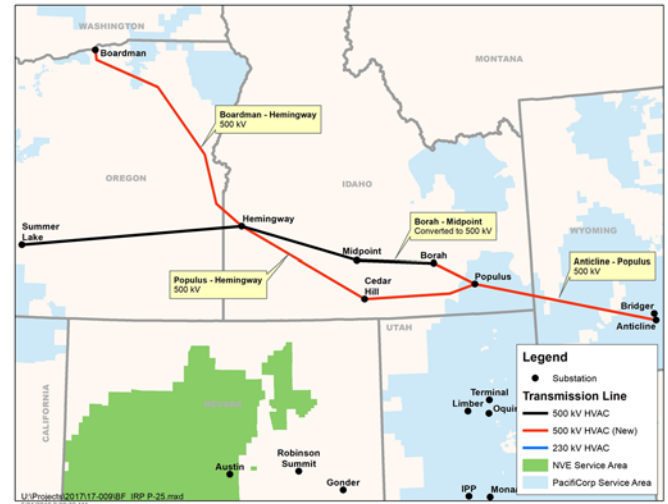 WASHINGTON
Boardman
MONTANA
Boardman - Hemingway
500 kV
OREGON
IDAHO
Hemingway
Summer
Lake
Borah - Midpoint
Converted to 500 kV
WYOMING
Midpoint
Borah
Anticline - Populus
500 kV
Populus - Hemingway
500 kV
Cedar
Hill
Populus
Bridger
Anticline
UTAH
CALIFORNIA
Legend
Substation
Transmission Line
500 kV HVAC
500 kV HVAC (New)
230 kV HVAC
NVE Service Area
PacifiCorp Service Area
Terminal
Limber
Oquirr
Robinson
Summit
Austin
Gonder
IPP
Mona
U:\Projects\2017\17-009\BF_IRP P-25.mxd